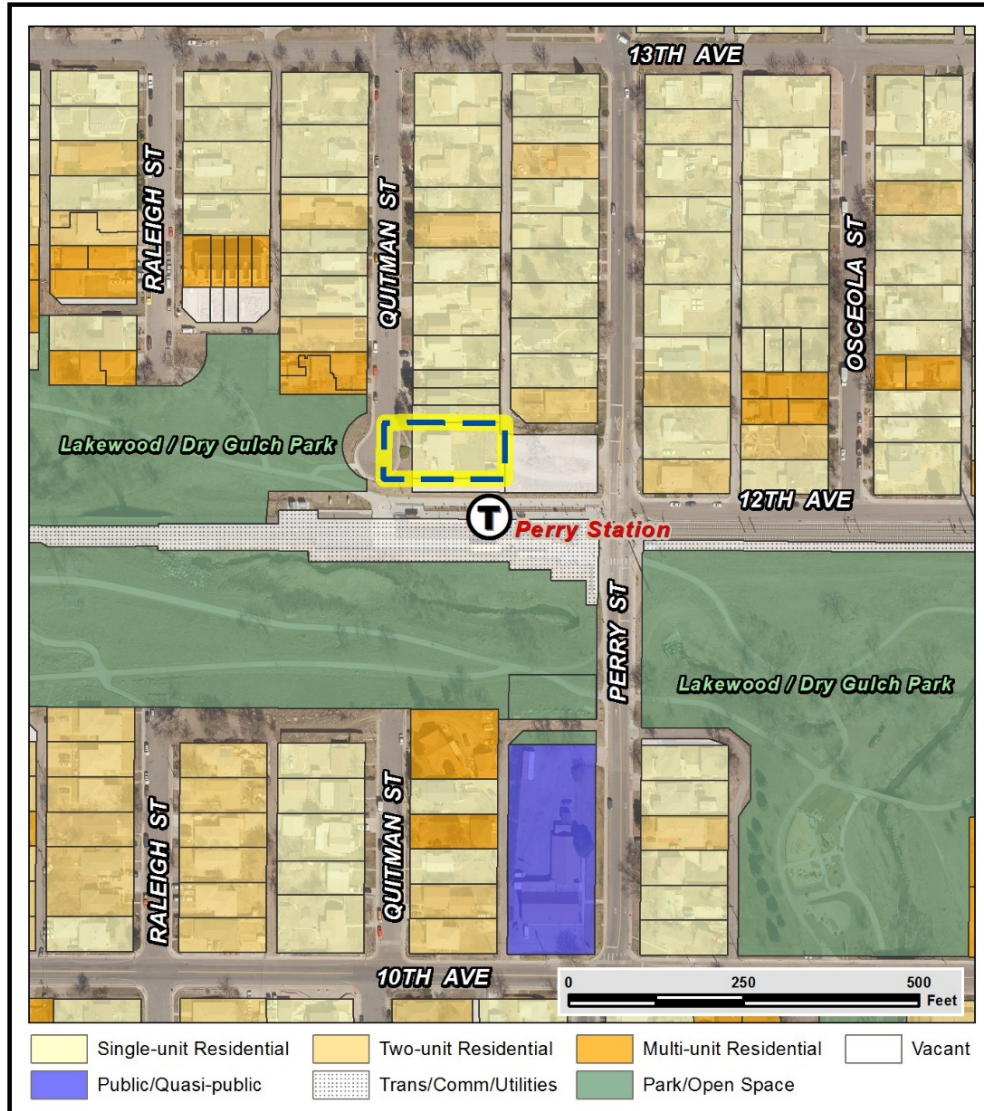 13TH AVE
RALEIGH ST
QUITMAN ST
OSCEOLA ST
Lakewood / Dry Gulch Park
12TH AVE
T
Perry Station
PERRY ST
Lakewood / Dry Gulch Park
RALEIGH ST
QUITMAN ST
10TH AVE
0 250 500
Feet
Single-unit Residential Two-unit Residential Multi-unit Residential Vacant
Public/Quasi-public Trans/Comm/Utilities Park/Open Space